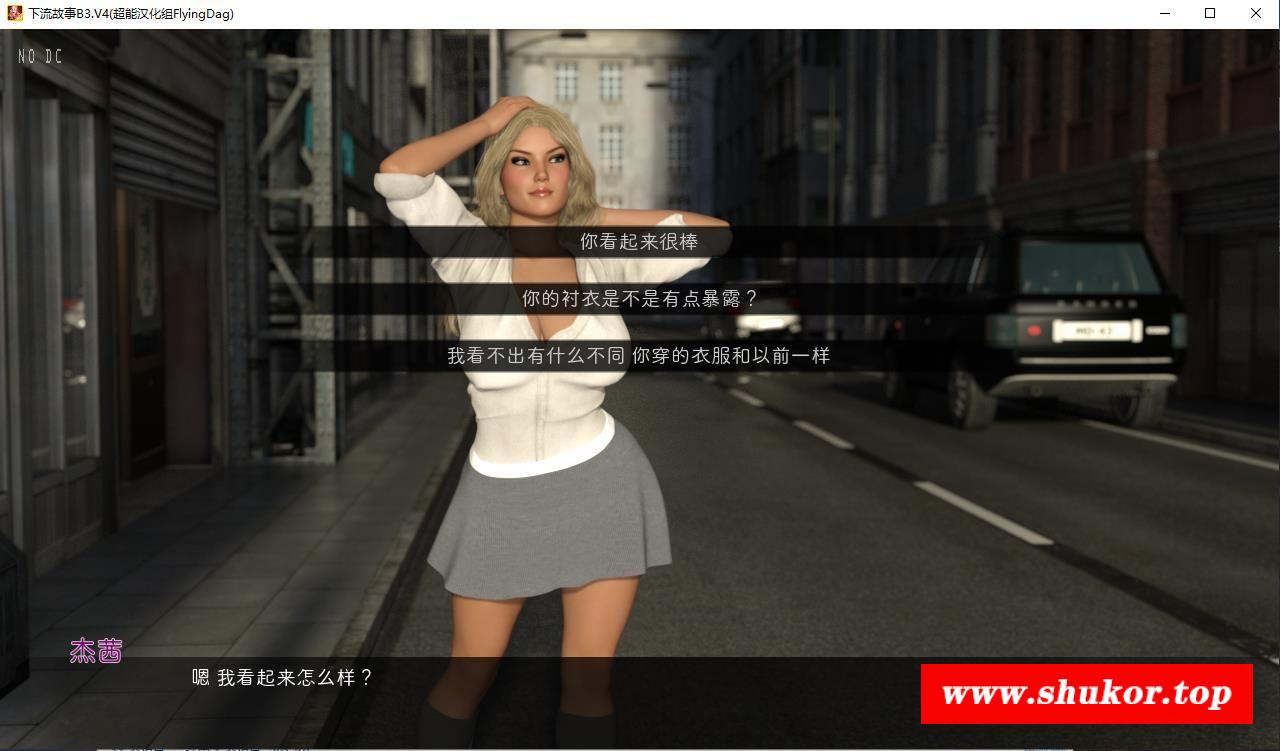 下流故事B3.V4(超能汉化组FlyingDag)
NO DC
你看起来很棒
你的衬衣是不是有点暴露？
我看不出有什么不同 你穿的衣服和以前一样
杰茜
嗯 我看起来怎么样？
www.shukor.top